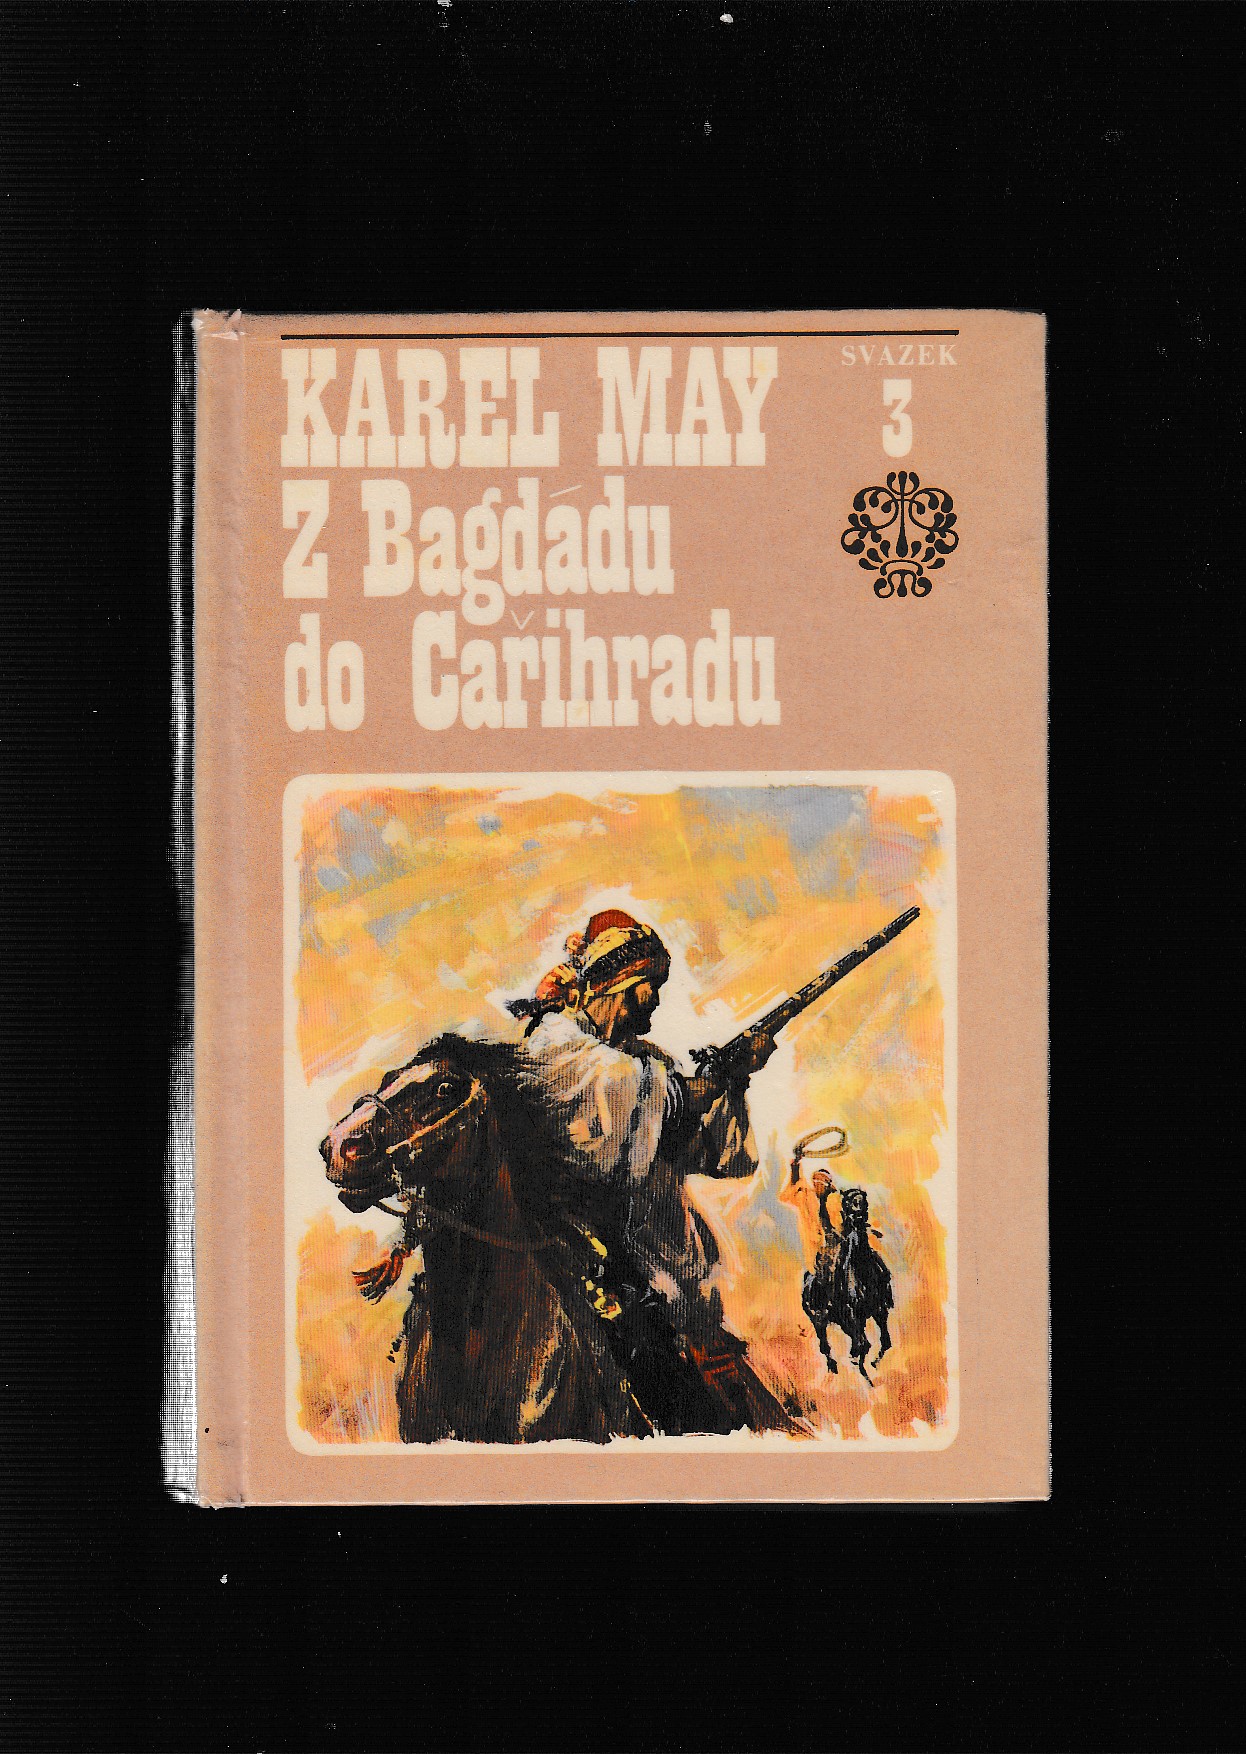 KAREL MAY
SVAZEK
3
Z Bagdádu
do Cařihradu